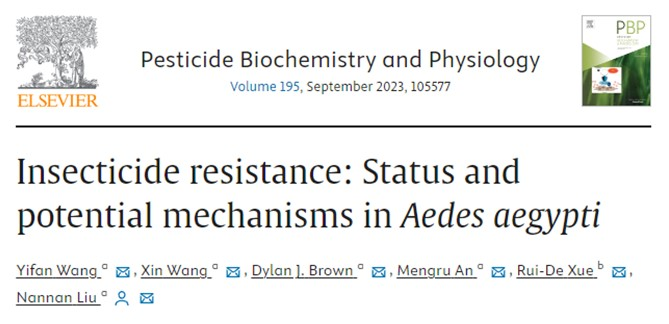 ELSEVIER
Pesticide Biochemistry and Physiology
Volume 195, September 2023, 105577
PBP
Insecticide resistance: Status and
potential mechanisms in Aedes aegypti
Yifan Wang a, Xin Wang a, Dylan J. Brown a, Mengru An a, Rui-De Xue b,
Nannan Liu a